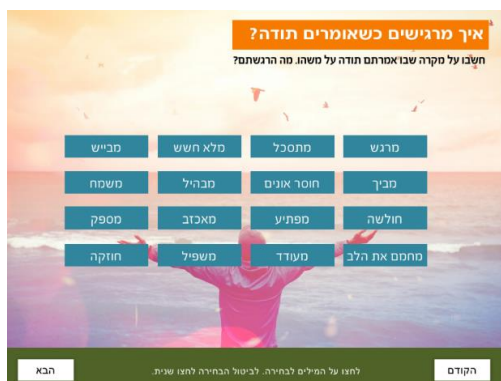 איך מרגישים כשאומרים תודה?
חשבו על מקרה שבו אמרתם תודה על משהו. מה הרגשתם?
מרגש מתסכל מלא חשש מבייש
מביך חוסר אונים מבהיל משמח
חולשה מפתיע מאכזב מספק
מחמם את הלב מעודד משפיל חוזקה
הקודם לחצו על המילים לבחירה. לביטול הבחירה לחצו שנית. הבא